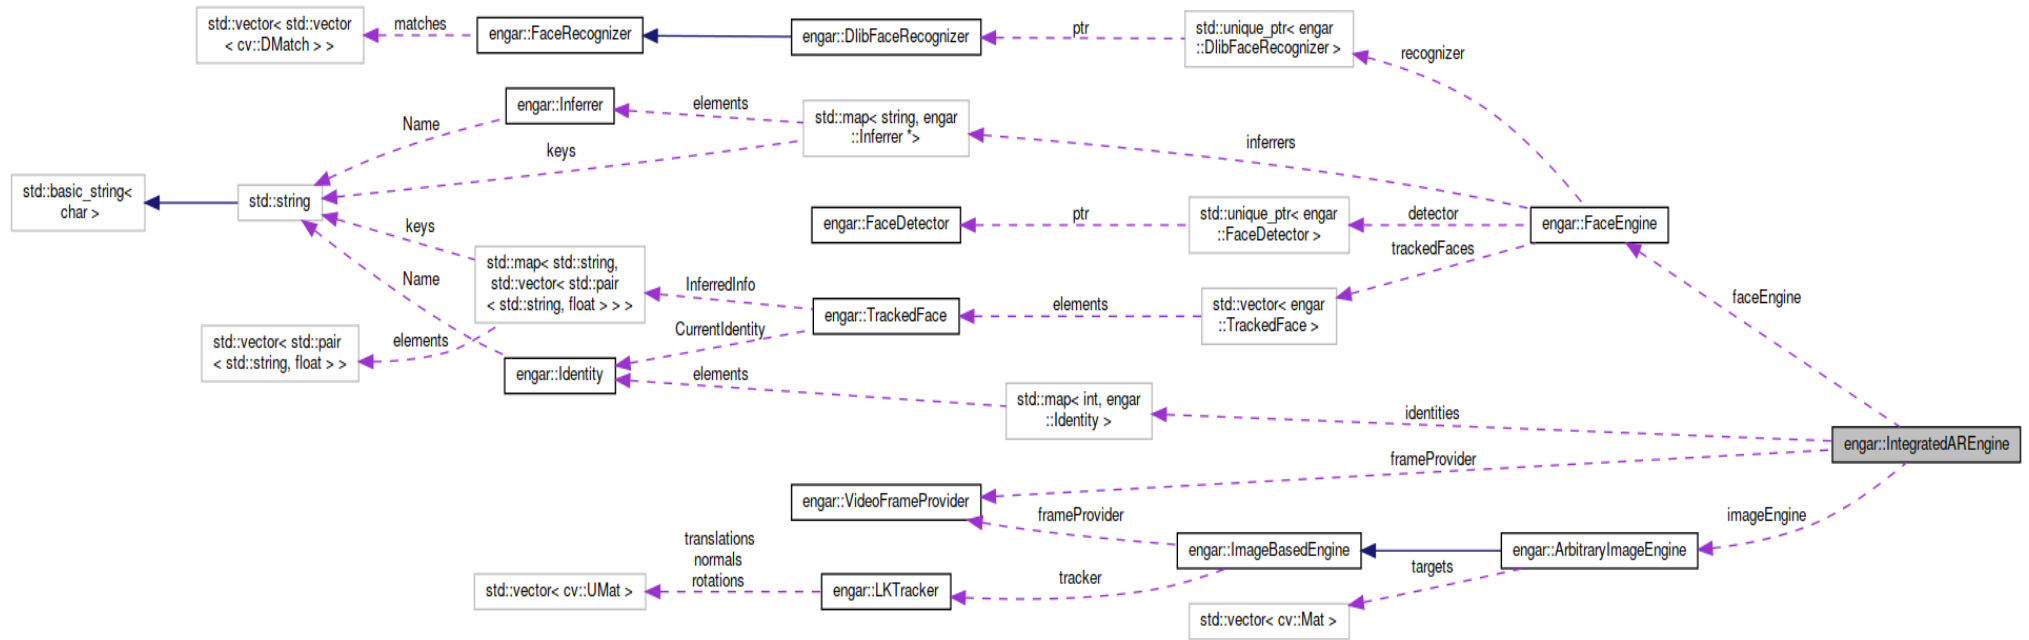 std::vector< std::vector
< cv::DMatch > >
matches
engar::FaceRecognizer
engar::DlibFaceRecognizer
ptr
std::unique_ptr< engar
::DlibFaceRecognizer >
recognizer
engar::Inferrer
elements
std::map< string, engar
::Inferrer *>
Name
keys
inferrers
std::basic_string<
char >
std::string
engar::FaceDetector
ptr
std::unique_ptr< engar
::FaceDetector >
detector
engar::FaceEngine
keys
trackedFaces
std::map< std::string,
std::vector< std::pair
< std::string, float > > >
Name
InferredInfo
engar::TrackedFace
elements
std::vector< engar
::TrackedFace >
faceEngine
CurrentIdentity
std::vector< std::pair
< std::string, float > >
elements
engar::Identity
elements
std::map< int, engar
::Identity >
identities
engar::IntegratedAREngine
frameProvider
engar::VideoFrameProvider
frameProvider
imageEngine
translations
normals
rotations
engar::ImageBasedEngine
engar::ArbitraryImageEngine
std::vector< cv::UMat >
engar::LKTracker
tracker
targets
std::vector< cv::Mat >